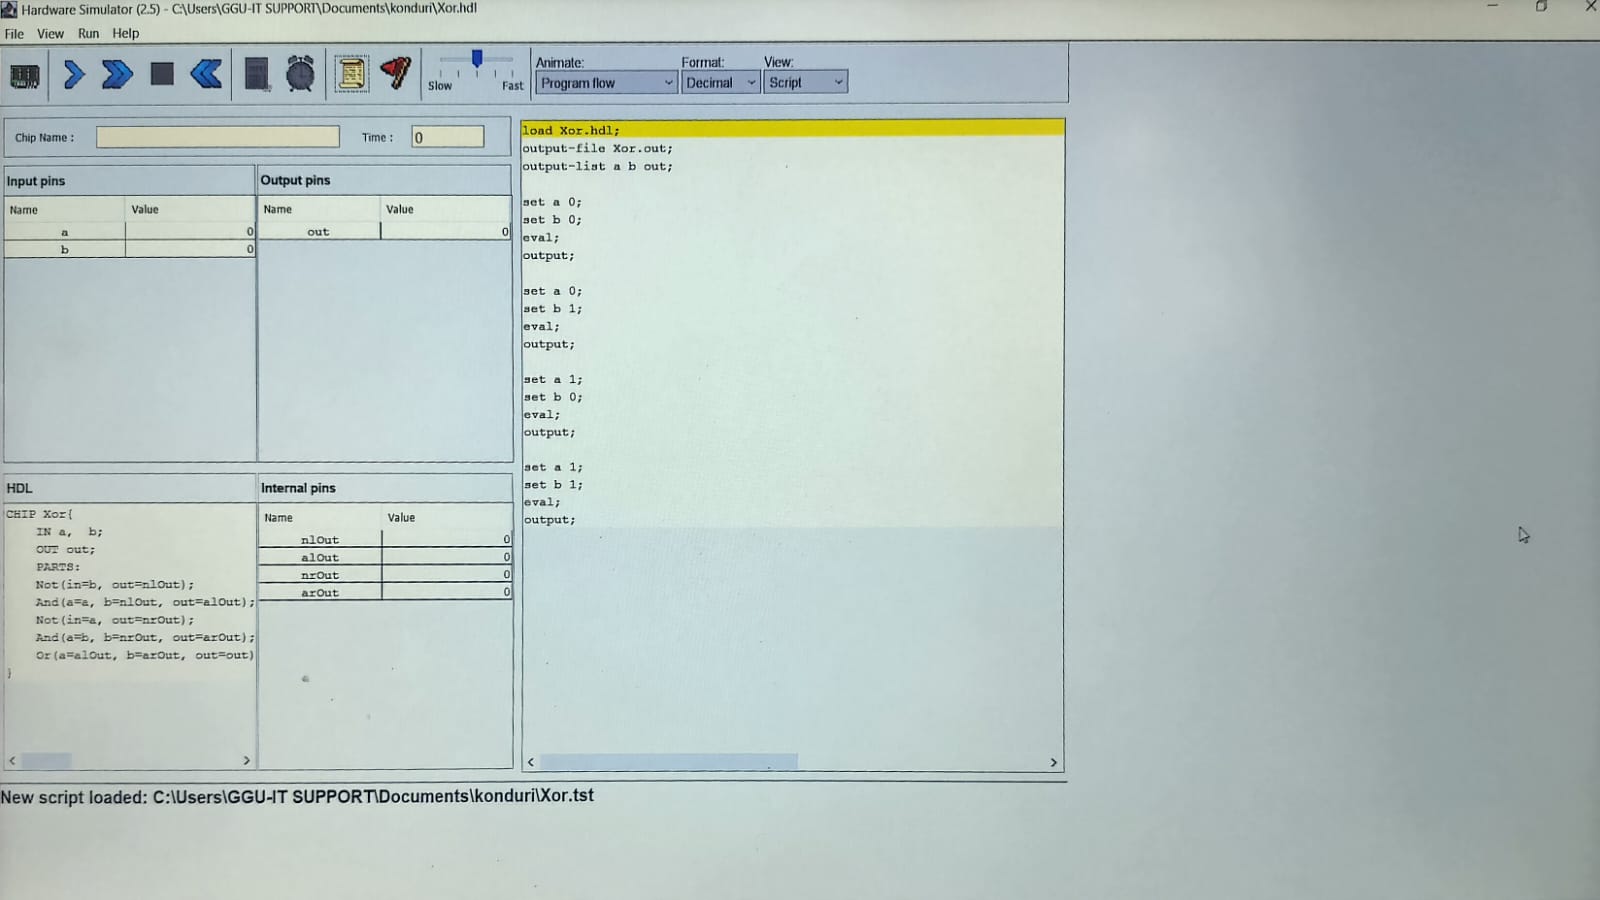 Hardware Simulator (2.5) - C:\Users\GGU-IT SUPPORT\Documents\konduri\Xor.hdl
File View Run Help
Slow Fast
Animate: Format: View:
Program flow Decimal Script
Chip Name : Time : 0
Input pins
Name Value
a 0
b 0
Output pins
Name Value
out 0
HDL
CHIP Xor{
IN a, b;
OUT out;
PARTS:
Not(in=b, out=nlOut);
And(a=a, b=nlOut, out=alOut);
Not(in=a, out=nrOut);
And(a=b, b=nrOut, out=arOut);
Or(a=alOut, b=arOut, out=out)
}
Internal pins
Name Value
nlOut 0
alOut 0
nrOut 0
arOut 0
load Xor.hdl;
output-file Xor.out;
output-list a b out;
set a 0;
set b 0;
eval;
output;
set a 0;
set b 1;
eval;
output;
set a 1;
set b 0;
eval;
output;
set a 1;
set b 1;
eval;
output;
New script loaded: C:\Users\GGU-IT SUPPORT\Documents\konduri\Xor.tst